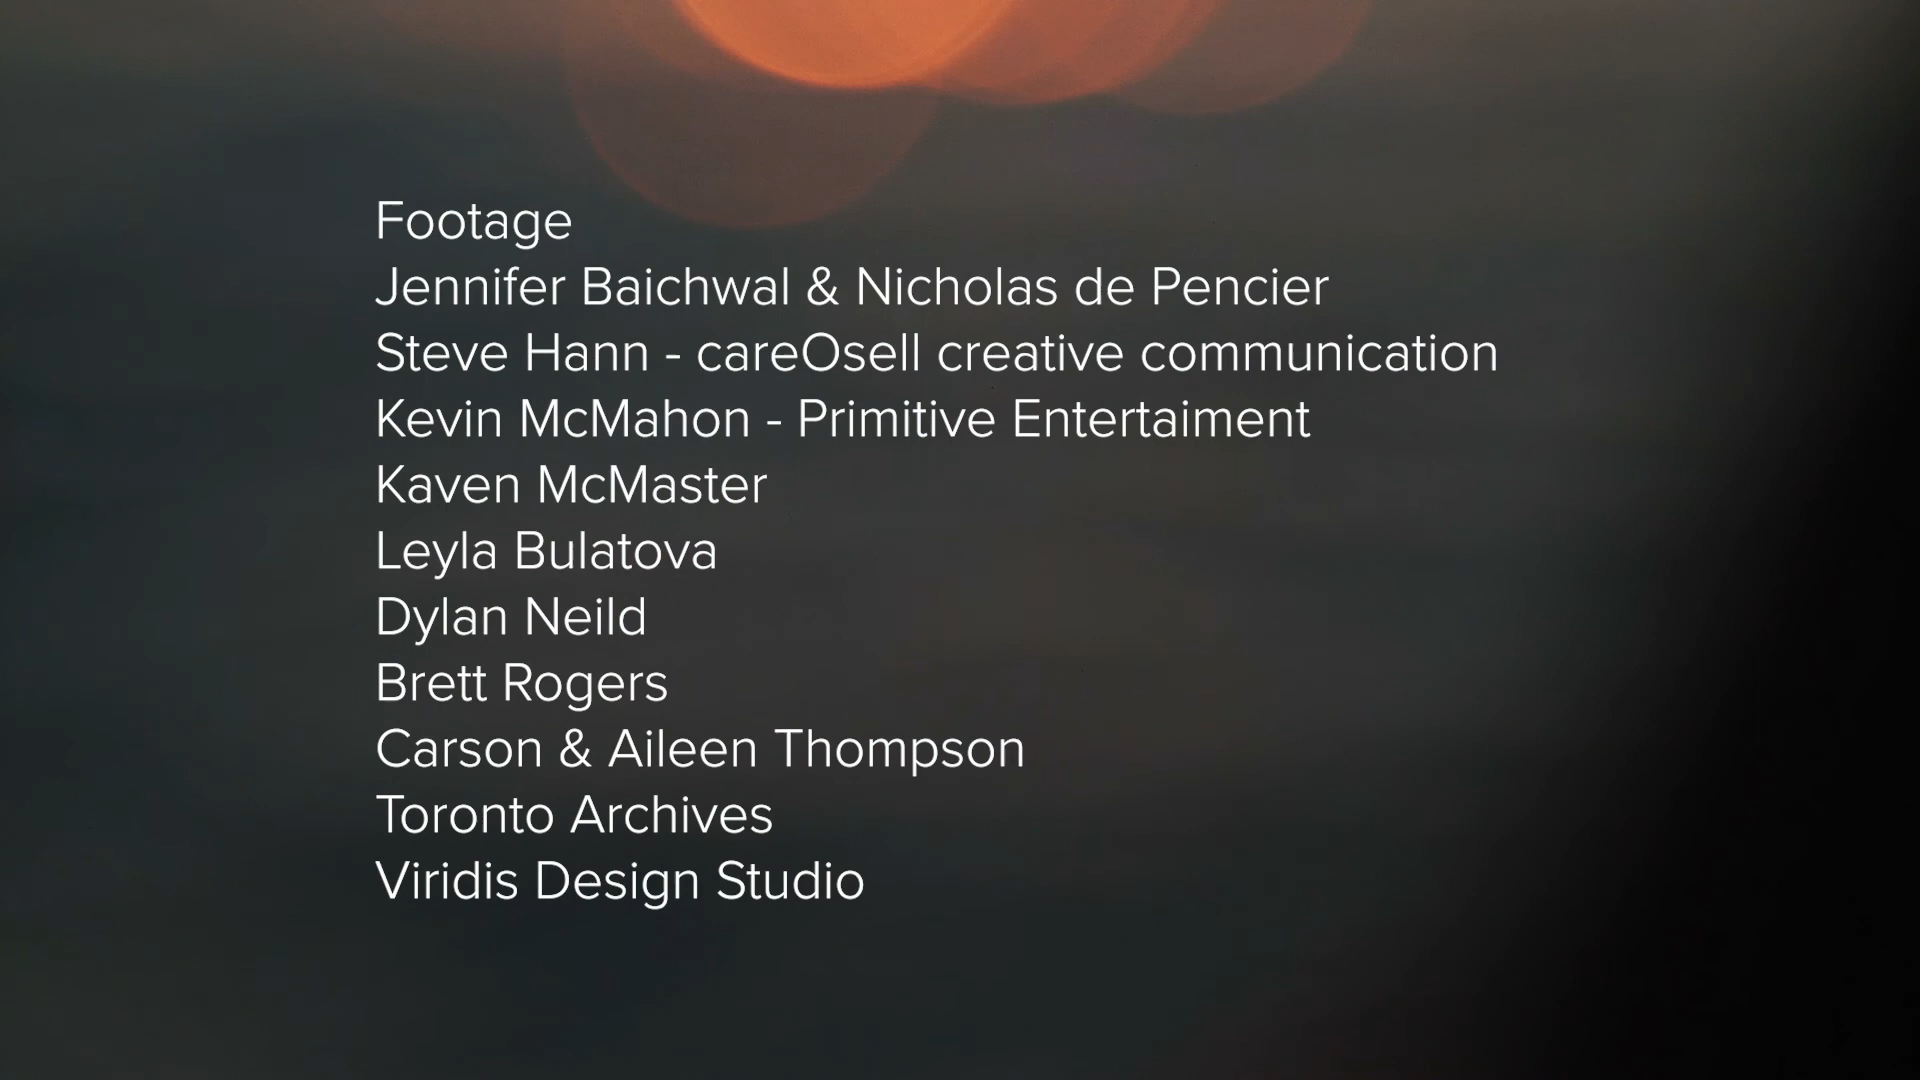 Footage
Jennifer Baichwal & Nicholas de Pencier
Steve Hann - careOsell creative communication
Kevin McMahon - Primitive Entertaiment
Kaven McMaster
Leyla Bulatova
Dylan Neild
Brett Rogers
Carson & Aileen Thompson
Toronto Archives
Viridis Design Studio